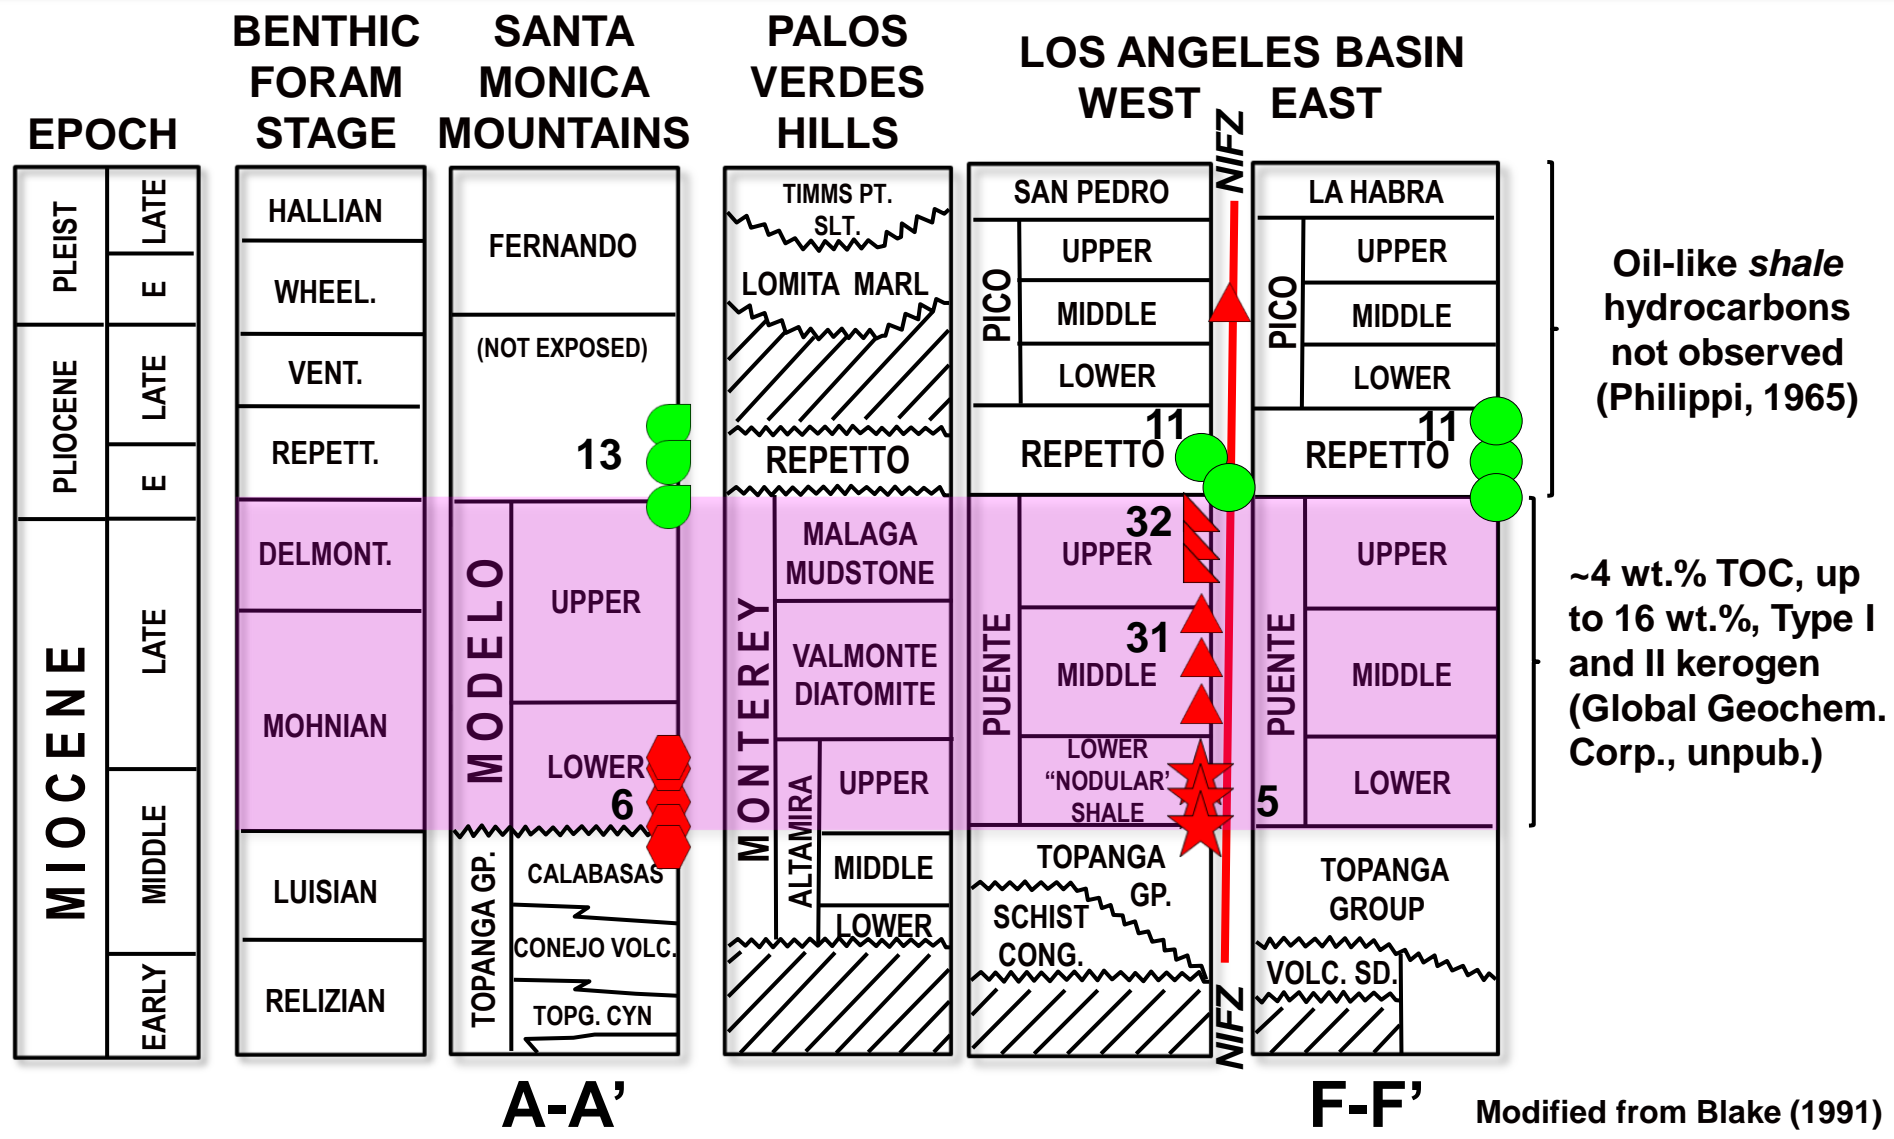 BENTHIC
FORAM
STAGE
SANTA
MONICA
MOUNTAINS
PALOS
VERDES
HILLS
LOS ANGELES BASIN
WEST
EAST
EPOCH
PLEIST
LATE
E
PLIOCENE
LATE
E
MIOCENE
LATE
MIDDLE
EARLY
HALLIAN
WHEEL.
VENT.
REPETT.
DELMONT.
MOHNIAN
LUISIAN
RELIZIAN
FERNANDO
(NOT EXPOSED)
13
MODELO
UPPER
LOWER
6
TOPANGA GP.
CALABASAS
CONEJO VOLC.
TOPG. CYN
A-A’
TIMMS PT.
SLT.
LOMITA MARL
REPETTO
MONTEREY
MALAGA
MUDSTONE
VALMONTE
DIATOMITE
ALTAMIRA
UPPER
MIDDLE
LOWER
SAN PEDRO
PICO
UPPER
MIDDLE
LOWER
11
REPETTO
PUENTE
32
UPPER
31
MIDDLE
LOWER
“NODULAR’
SHALE
TOPANGA
GP.
SCHIST
CONG.
NIFZ
NIFZ
LA HABRA
PICO
UPPER
MIDDLE
LOWER
11
REPETTO
PUENTE
UPPER
MIDDLE
LOWER
5
TOPANGA
GROUP
VOLC. SD.
F-F’
Oil-like shale
hydrocarbons
not observed
(Philippi, 1965)
~4 wt.% TOC, up
to 16 wt.%, Type I
and II kerogen
(Global Geochem.
Corp., unpub.)
Modified from Blake (1991)